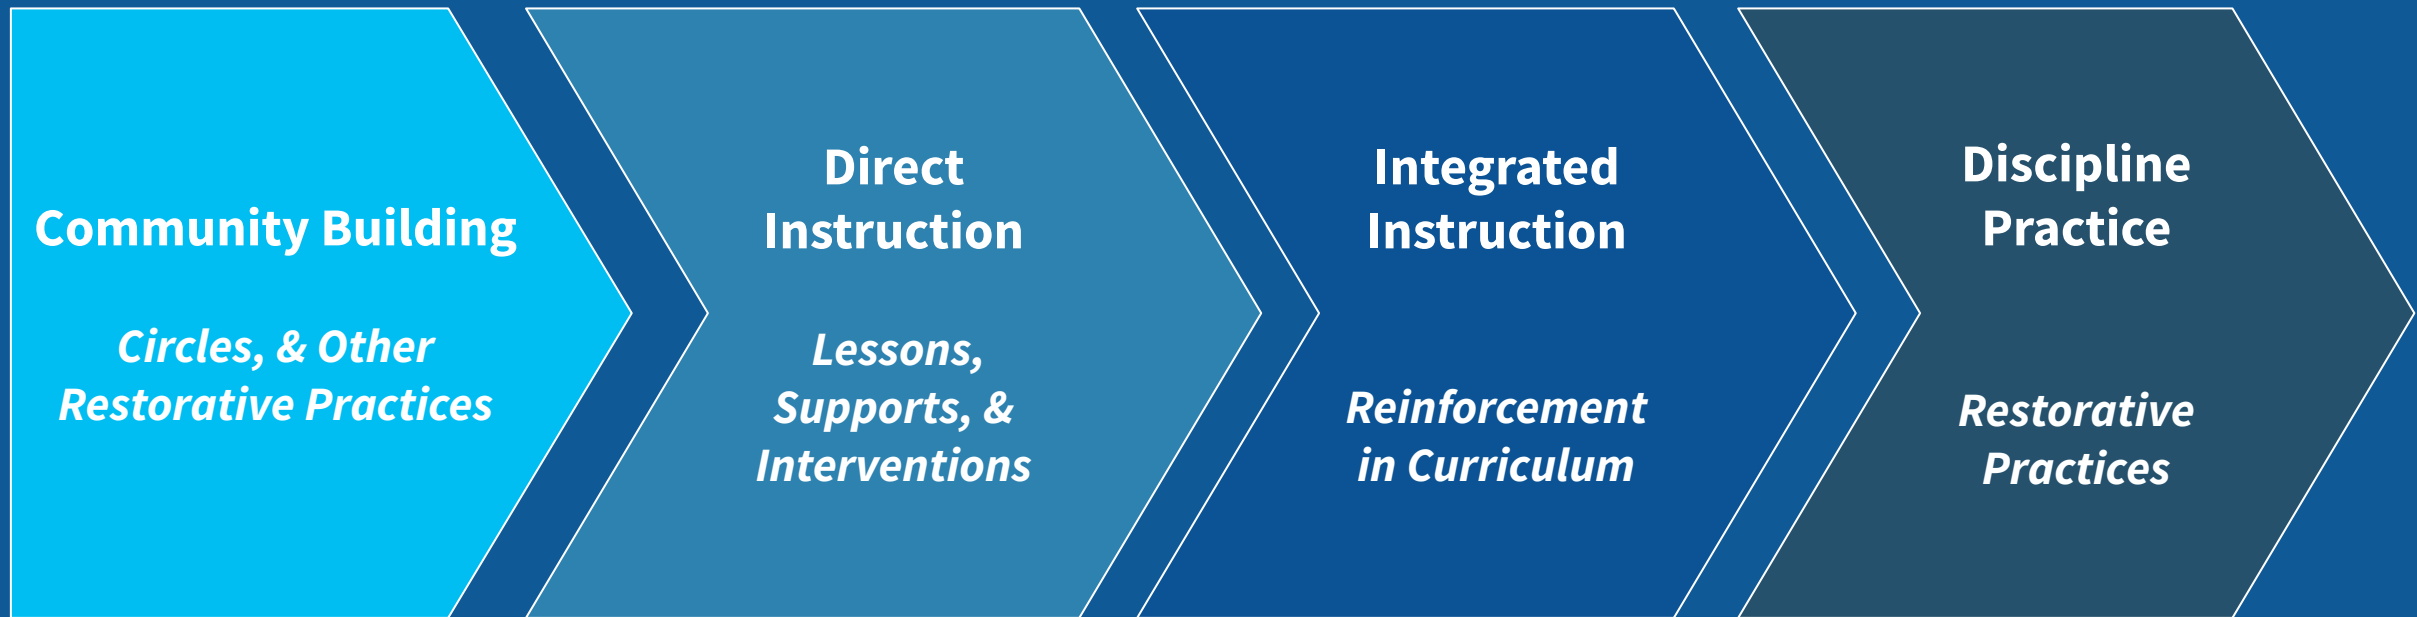 Community Building
Circles, & Other
Restorative Practices
Direct
Instruction
Lessons,
Supports, &
Interventions
Integrated
Instruction
Reinforcement
in Curriculum
Discipline
Practice
Restorative
Practices